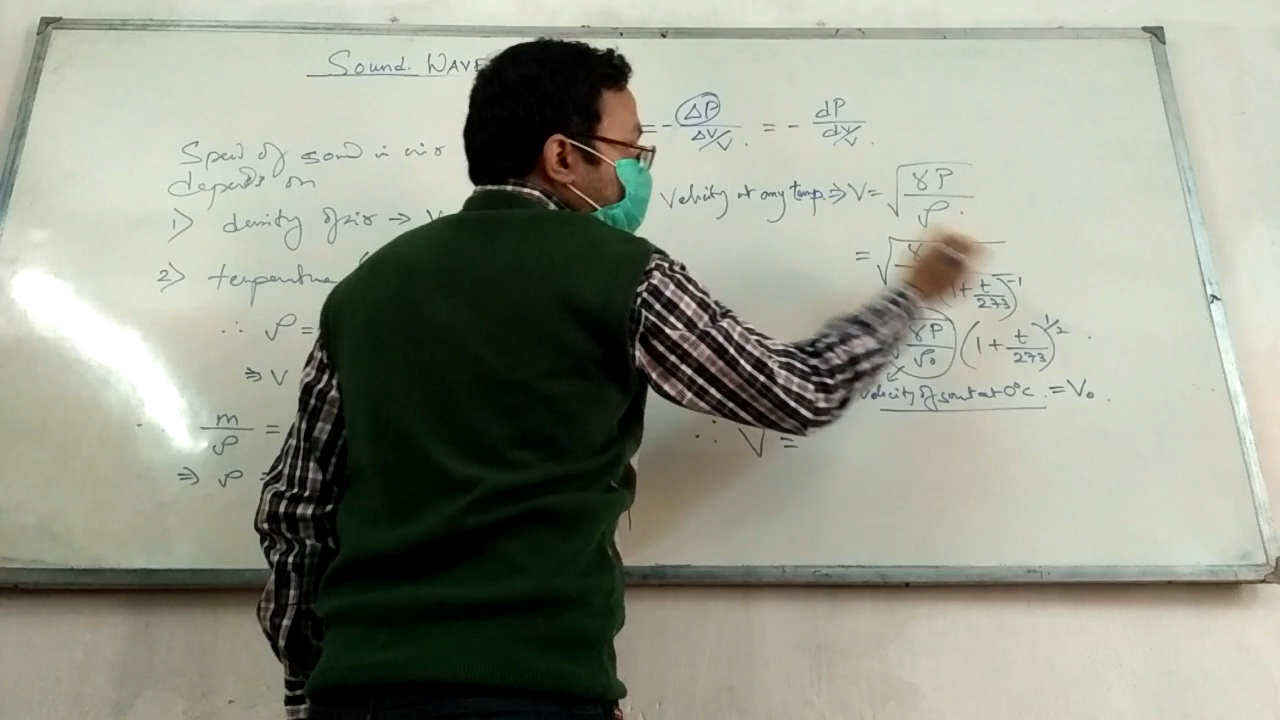 Sound. WAVE
Speed of sound in air
depends on
1) density of air → V
2) temperature
∴ ρ =
⇒ V
m/ρ =
⇒ ρ =
= - ΔP/(ΔV/V). = - dP/(dV/V).
Velocity at any temp. ⇒ V = √(γP/ρ).
= √(γ
(1 + t/273)⁻¹
γP/ρ₀ (1 + t/273)^1/2.
velocity of sound at 0°C. = V₀.
∴ V =